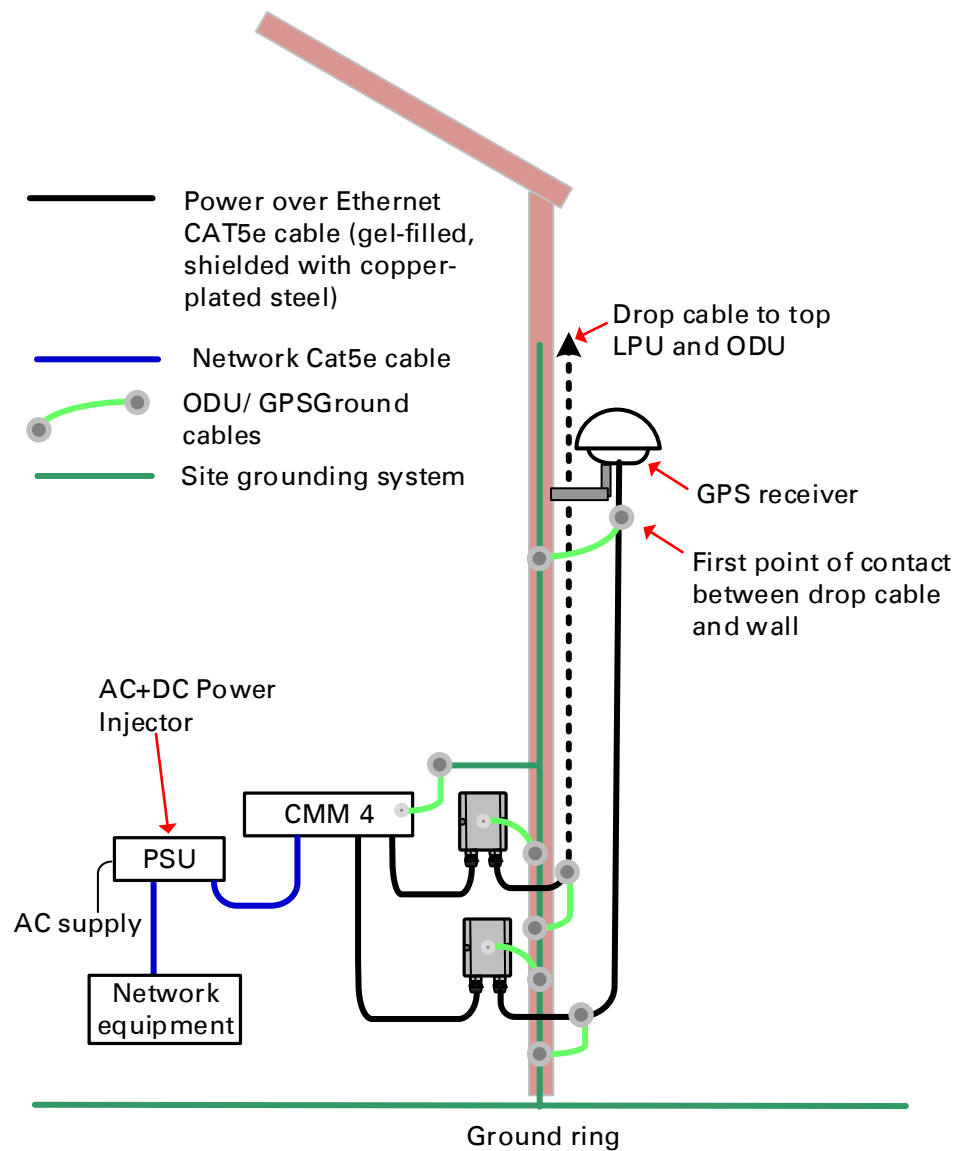 Power over Ethernet
CAT5e cable (gel-filled,
shielded with copper-
plated steel)
Network Cat5e cable
ODU/ GPSGround
cables
Site grounding system
Drop cable to top
LPU and ODU
GPS receiver
First point of contact
between drop cable
and wall
AC+DC Power
Injector
CMM 4
PSU
AC supply
Network
equipment
Ground ring